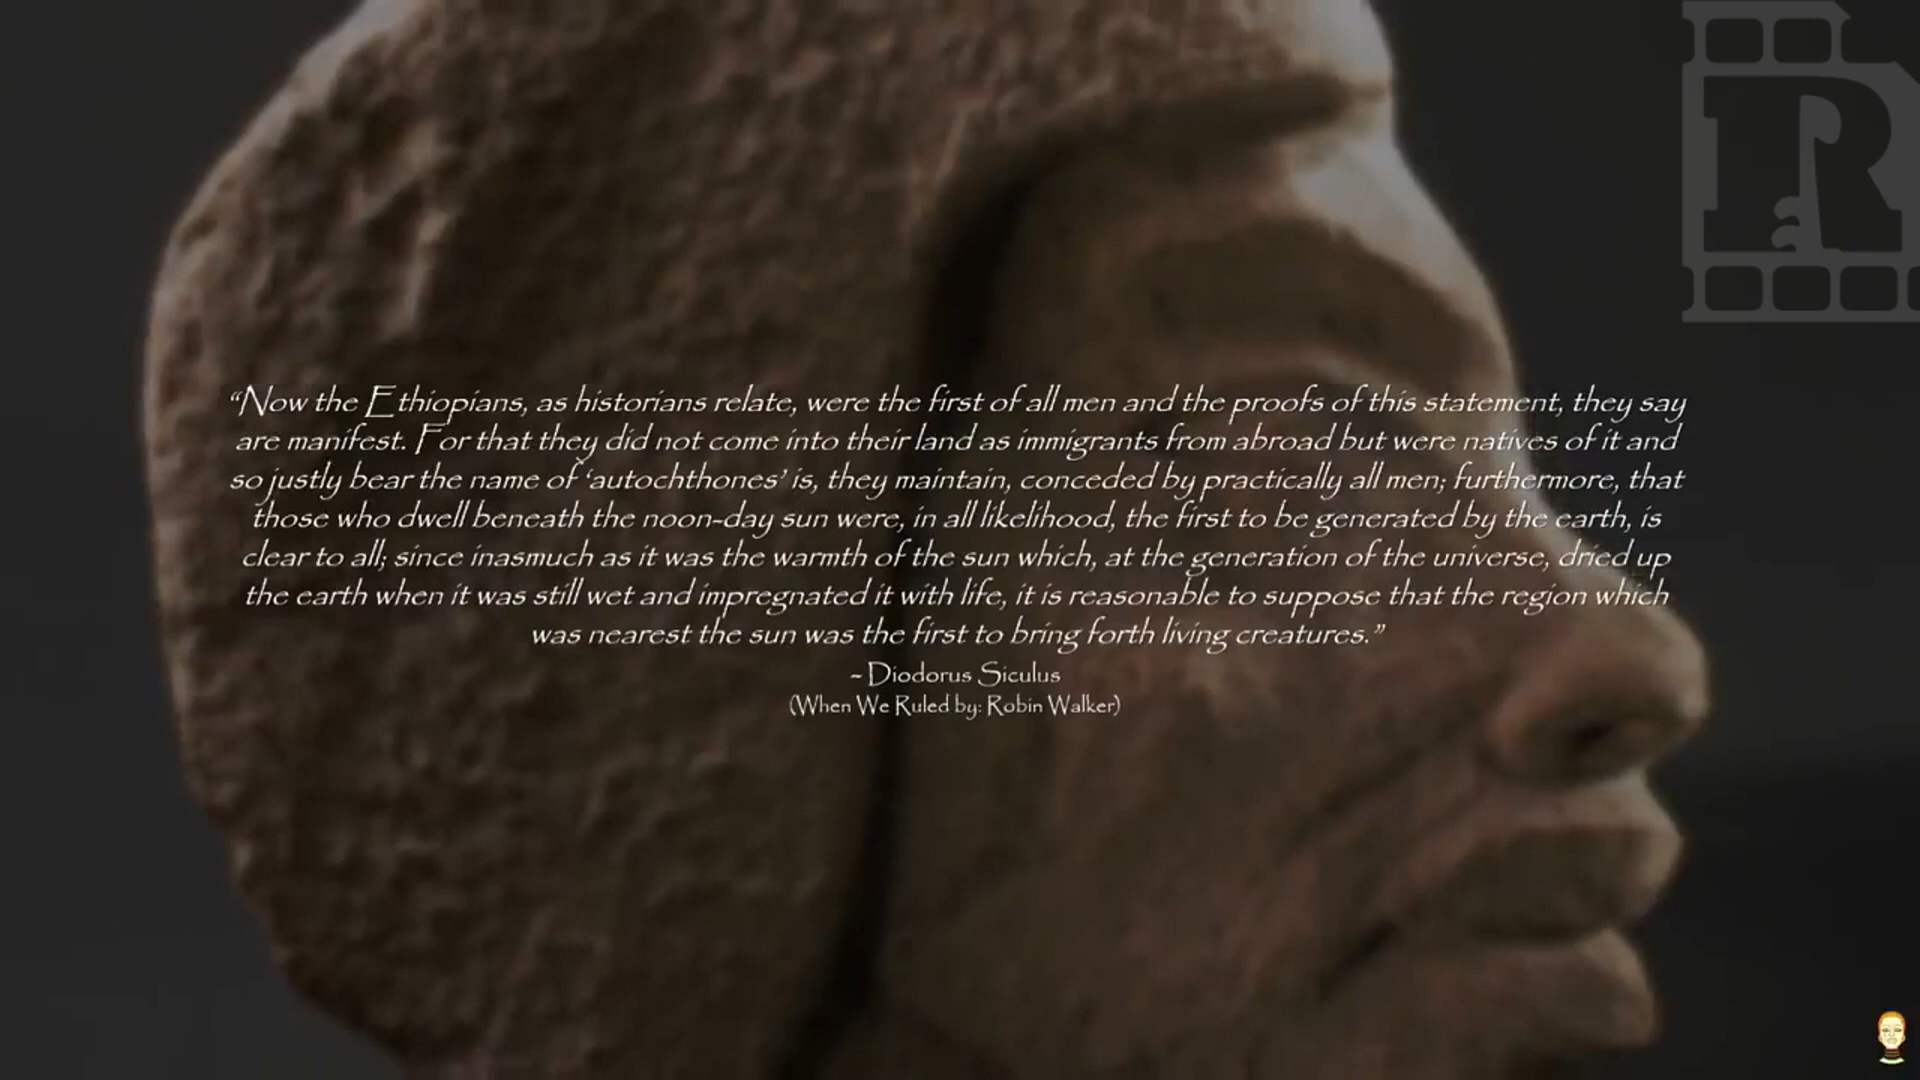 “Now the Ethiopians, as historians relate, were the first of all men and the proofs of this statement, they say
are manifest. For that they did not come into their land as immigrants from abroad but were natives of it and
so justly bear the name of ‘autochthones’ is, they maintain, conceded by practically all men; furthermore, that
those who dwell beneath the noon-day sun were, in all likelihood, the first to be generated by the earth, is
clear to all; since inasmuch as it was the warmth of the sun which, at the generation of the universe, dried up
the earth when it was still wet and impregnated it with life, it is reasonable to suppose that the region which
was nearest the sun was the first to bring forth living creatures.”
~ Diodorus Siculus
(When We Ruled by: Robin Walker)
R